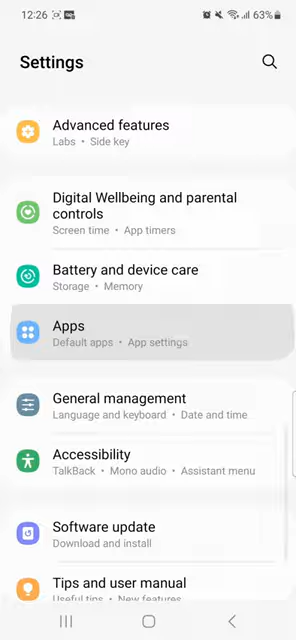 12:26
63%
Settings
Advanced features
Labs • Side key
Digital Wellbeing and parental
controls
Screen time • App timers
Battery and device care
Storage • Memory
Apps
Default apps • App settings
General management
Language and keyboard • Date and time
Accessibility
TalkBack • Mono audio • Assistant menu
Software update
Download and install
Tips and user manual
Useful tips • New features